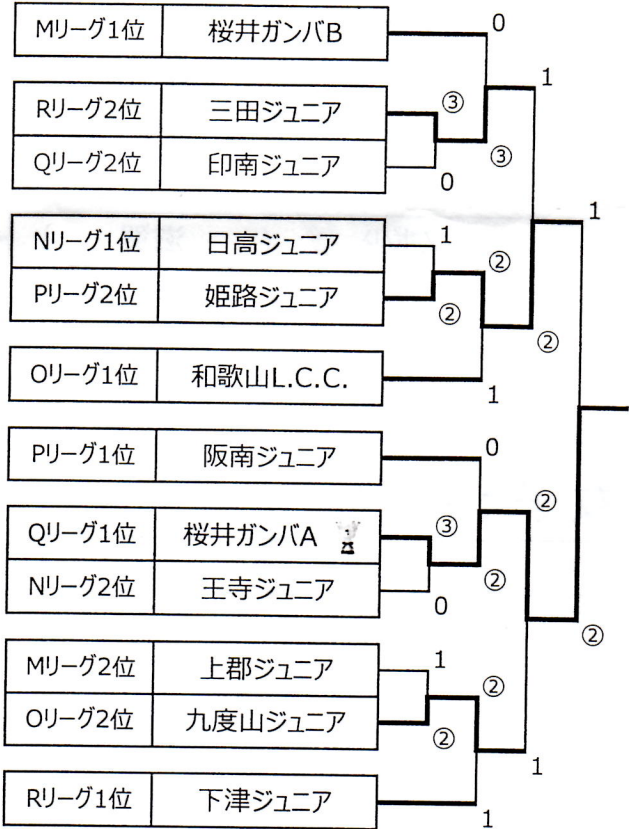 Mリーグ1位 桜井ガンバB 0
1
Rリーグ2位 三田ジュニア ③
③
Qリーグ2位 印南ジュニア 0
1
Nリーグ1位 日高ジュニア 1
②
Pリーグ2位 姫路ジュニア ②
②
Oリーグ1位 和歌山L.C.C. 1
Pリーグ1位 阪南ジュニア 0
②
Qリーグ1位 桜井ガンバA ③
②
Nリーグ2位 王寺ジュニア 0
②
Mリーグ2位 上郡ジュニア 1
②
Oリーグ2位 九度山ジュニア ②
1
Rリーグ1位 下津ジュニア 1